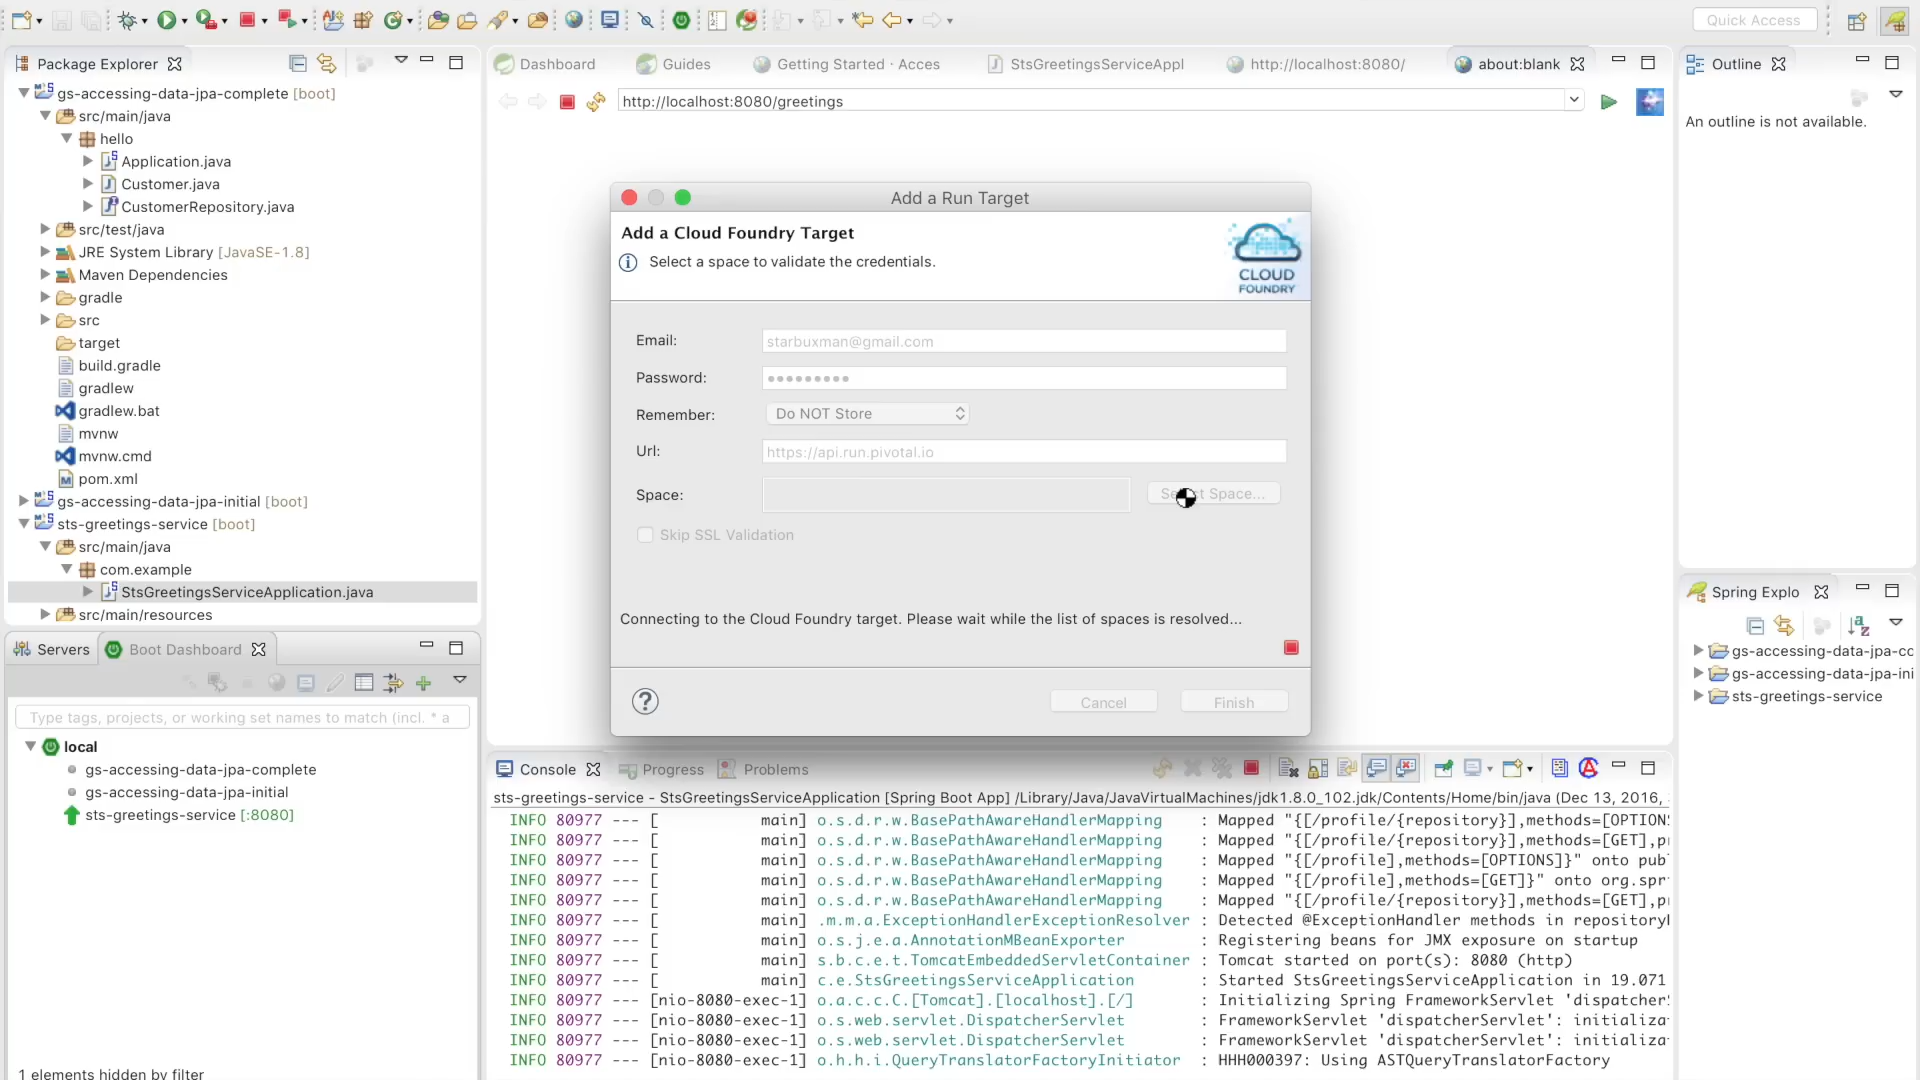 Quick Access
Package Explorer
Dashboard
Guides
Getting Started · Acces
StsGreetingsServiceAppl
http://localhost:8080/
about:blank
Outline
http://localhost:8080/greetings
An outline is not available.
gs-accessing-data-jpa-complete [boot]
src/main/java
hello
Application.java
Customer.java
CustomerRepository.java
src/test/java
JRE System Library [JavaSE-1.8]
Maven Dependencies
gradle
src
target
build.gradle
gradlew
gradlew.bat
mvnw
mvnw.cmd
pom.xml
gs-accessing-data-jpa-initial [boot]
sts-greetings-service [boot]
src/main/java
com.example
StsGreetingsServiceApplication.java
src/main/resources
Add a Run Target
Add a Cloud Foundry Target
Select a space to validate the credentials.
CLOUD
FOUNDRY
Email:
starbuxman@gmail.com
Password:
Remember:
Do NOT Store
Url:
https://api.run.pivotal.io
Space:
Space...
Skip SSL Validation
Connecting to the Cloud Foundry target. Please wait while the list of spaces is resolved...
Cancel
Finish
Spring Explo
gs-accessing-data-jpa-cc
gs-accessing-data-jpa-ini
sts-greetings-service
Servers
Boot Dashboard
Type tags, projects, or working set names to match (incl. * a
local
gs-accessing-data-jpa-complete
gs-accessing-data-jpa-initial
sts-greetings-service [:8080]
1 elements hidden by filter
Console
Progress
Problems
sts-greetings-service - StsGreetingsServiceApplication [Spring Boot App] /Library/Java/JavaVirtualMachines/jdk1.8.0_102.jdk/Contents/Home/bin/java (Dec 13, 2016,
INFO 80977 --- [           main] o.s.d.r.w.BasePathAwareHandlerMapping    : Mapped "{[/profile/{repository}],methods=[OPTIONS
INFO 80977 --- [           main] o.s.d.r.w.BasePathAwareHandlerMapping    : Mapped "{[/profile/{repository}],methods=[GET],pr
INFO 80977 --- [           main] o.s.d.r.w.BasePathAwareHandlerMapping    : Mapped "{[/profile],methods=[OPTIONS]}" onto publ
INFO 80977 --- [           main] o.s.d.r.w.BasePathAwareHandlerMapping    : Mapped "{[/profile],methods=[GET]}" onto org.spr
INFO 80977 --- [           main] o.s.d.r.w.BasePathAwareHandlerMapping    : Mapped "{[/profile/{repository}],methods=[GET],pr
INFO 80977 --- [           main] .m.m.a.ExceptionHandlerExceptionResolver : Detected @ExceptionHandler methods in repository
INFO 80977 --- [           main] o.s.j.e.a.AnnotationMBeanExporter        : Registering beans for JMX exposure on startup
INFO 80977 --- [           main] s.b.c.e.t.TomcatEmbeddedServletContainer : Tomcat started on port(s): 8080 (http)
INFO 80977 --- [           main] c.e.StsGreetingsServiceApplication       : Started StsGreetingsServiceApplication in 19.071
INFO 80977 --- [nio-8080-exec-1] o.a.c.c.C.[Tomcat].[localhost].[/]       : Initializing Spring FrameworkServlet 'dispatcherS
INFO 80977 --- [nio-8080-exec-1] o.s.web.servlet.DispatcherServlet        : FrameworkServlet 'dispatcherServlet': initializa
INFO 80977 --- [nio-8080-exec-1] o.s.web.servlet.DispatcherServlet        : FrameworkServlet 'dispatcherServlet': initializa
INFO 80977 --- [nio-8080-exec-1] o.h.h.i.QueryTranslatorFactoryInitiator  : HHH000397: Using ASTQueryTranslatorFactory